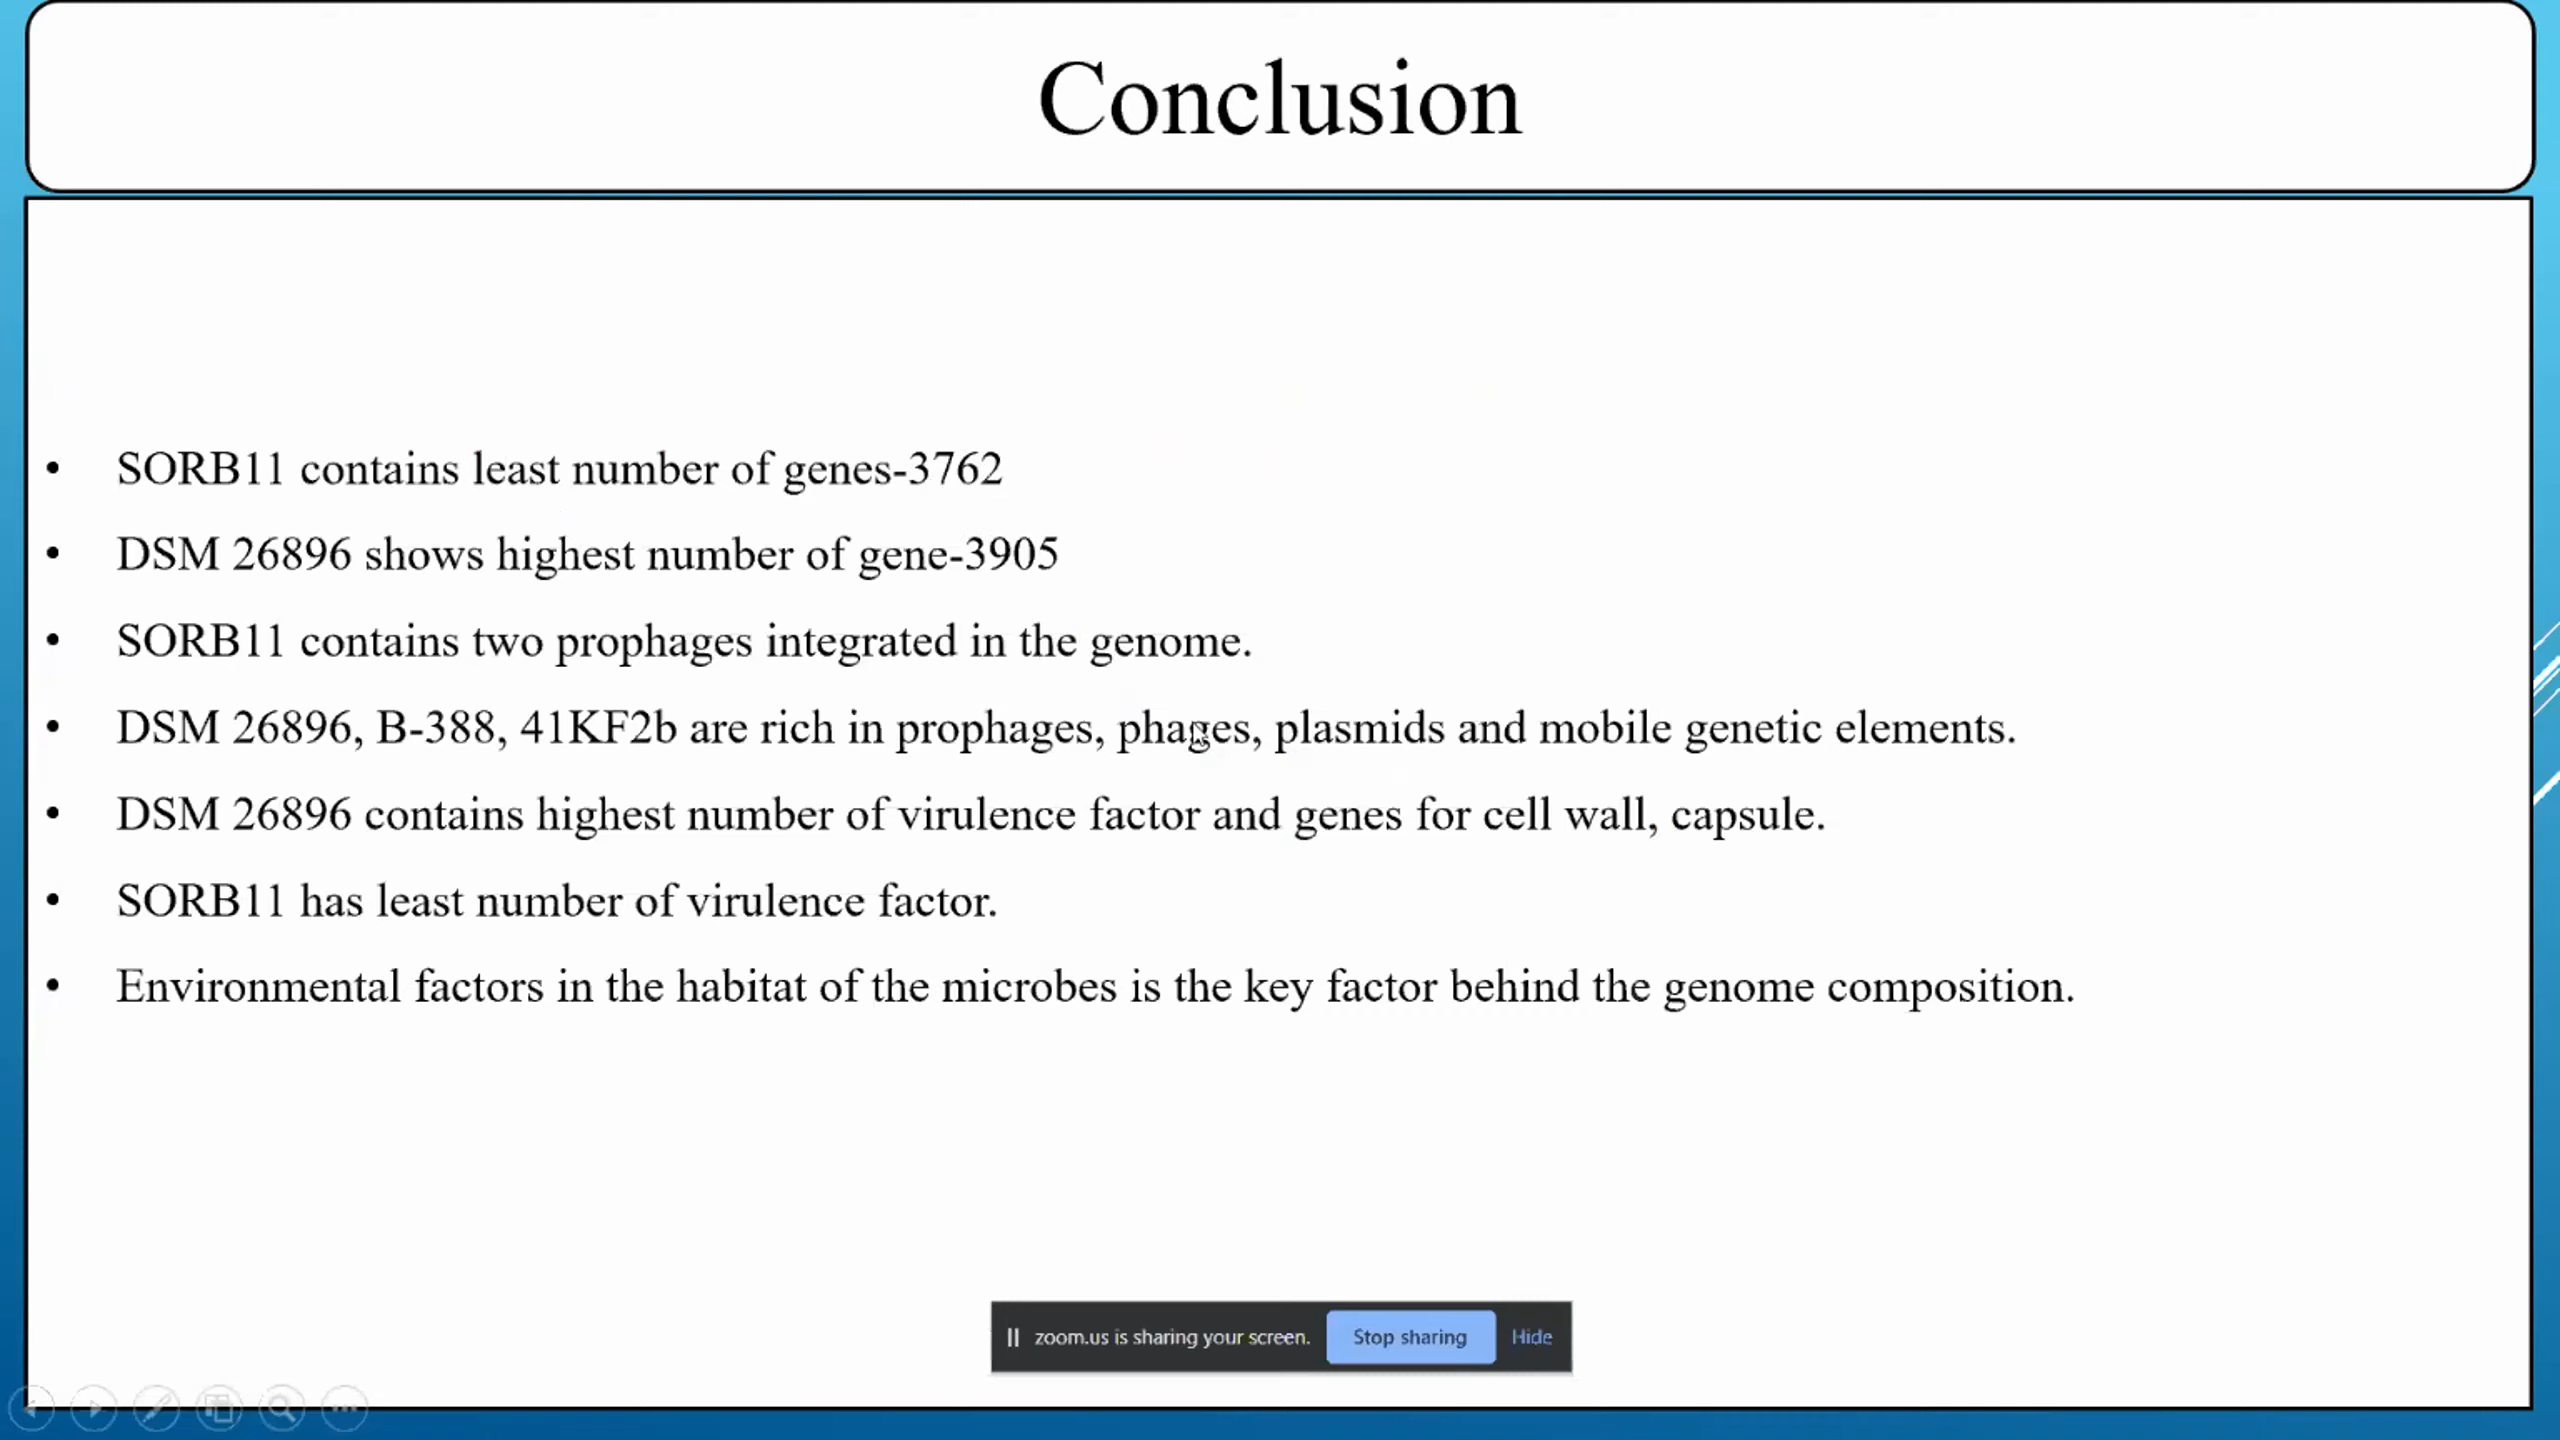 Conclusion
• SORB11 contains least number of genes-3762
• DSM 26896 shows highest number of gene-3905
• SORB11 contains two prophages integrated in the genome.
• DSM 26896, B-388, 41KF2b are rich in prophages, phages, plasmids and mobile genetic elements.
• DSM 26896 contains highest number of virulence factor and genes for cell wall, capsule.
• SORB11 has least number of virulence factor.
• Environmental factors in the habitat of the microbes is the key factor behind the genome composition.
zoom.us is sharing your screen. Stop sharing Hide